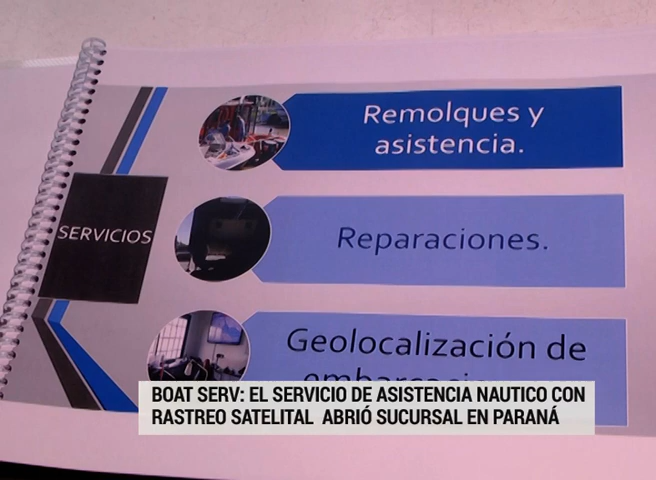 Remolques y
asistencia.
SERVICIOS
Reparaciones.
Geolocalización de
BOAT SERV: EL SERVICIO DE ASISTENCIA NAUTICO CON
RASTREO SATELITAL ABRIÓ SUCURSAL EN PARANÁ